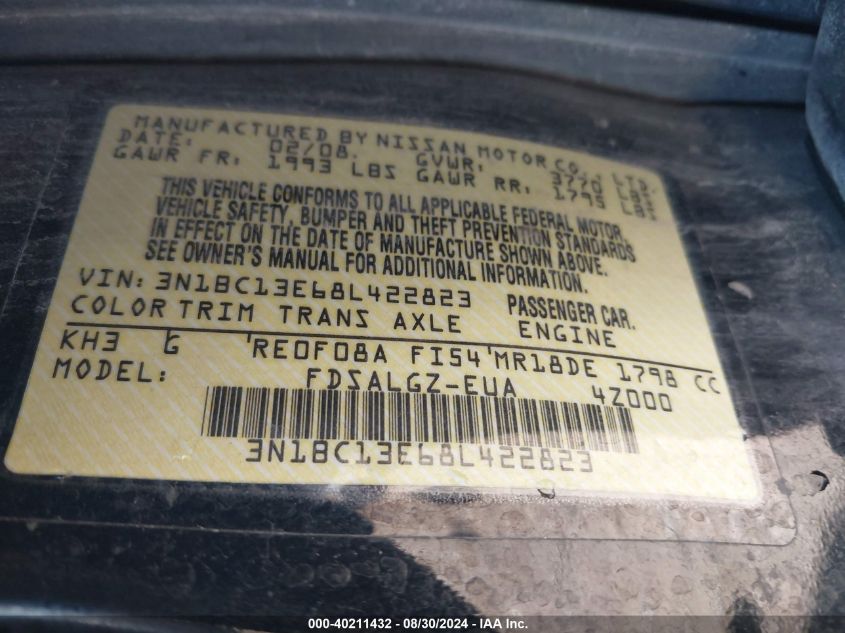 MANUFACTURED BY NISSAN MOTOR CO., LTD.
DATE: 02/08. GVWR: 3770 LBS
GAWR FR: 1993 LBS GAWR RR: 1795 LBS
THIS VEHICLE CONFORMS TO ALL APPLICABLE FEDERAL MOTOR
VEHICLE SAFETY, BUMPER AND THEFT PREVENTION STANDARDS
IN EFFECT ON THE DATE OF MANUFACTURE SHOWN ABOVE.
SEE OWNER'S MANUAL FOR ADDITIONAL INFORMATION.
VIN: 3N1BC13E68L422823 PASSENGER CAR.
COLOR TRIM TRANS AXLE ENGINE
KH3 G 'RE0F08A FI54'MR18DE 1798 CC
MODEL: FDSALGZ-EUA 4Z000
3N1BC13E68L422823
000-40211432 - 08/30/2024 - IAA Inc.